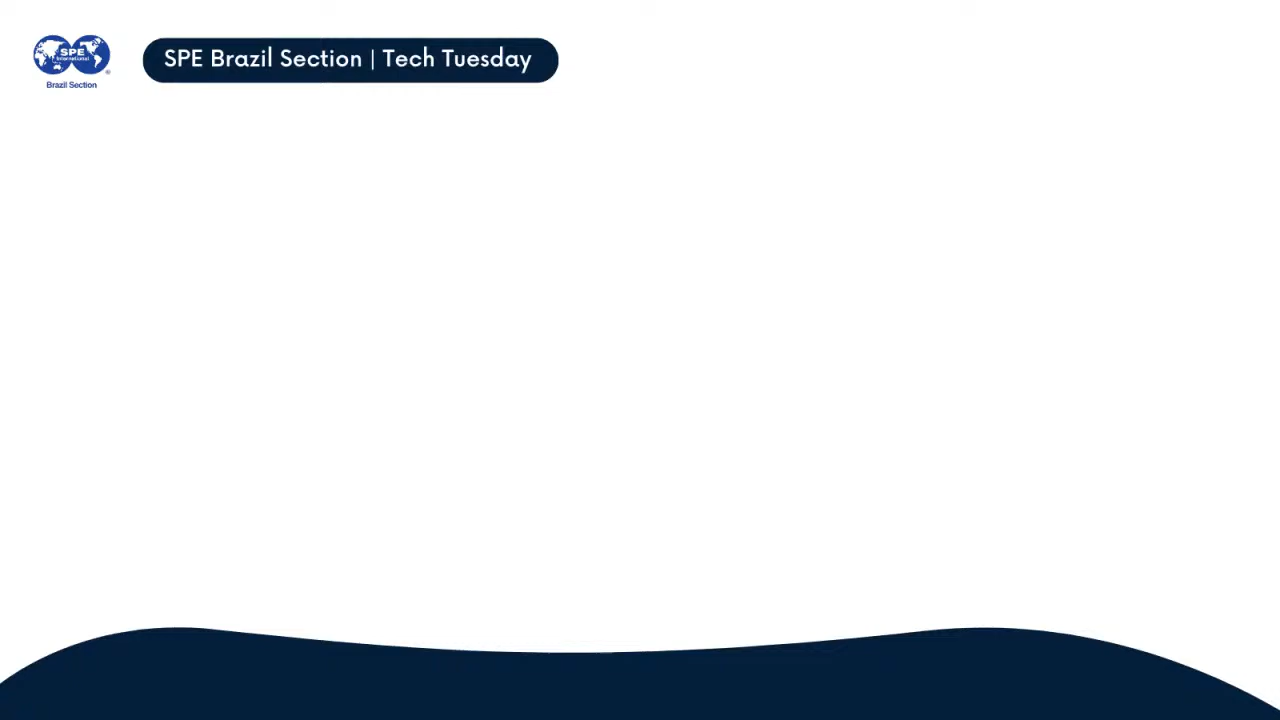 SPE
International
®
Brazil Section
SPE Brazil Section | Tech Tuesday